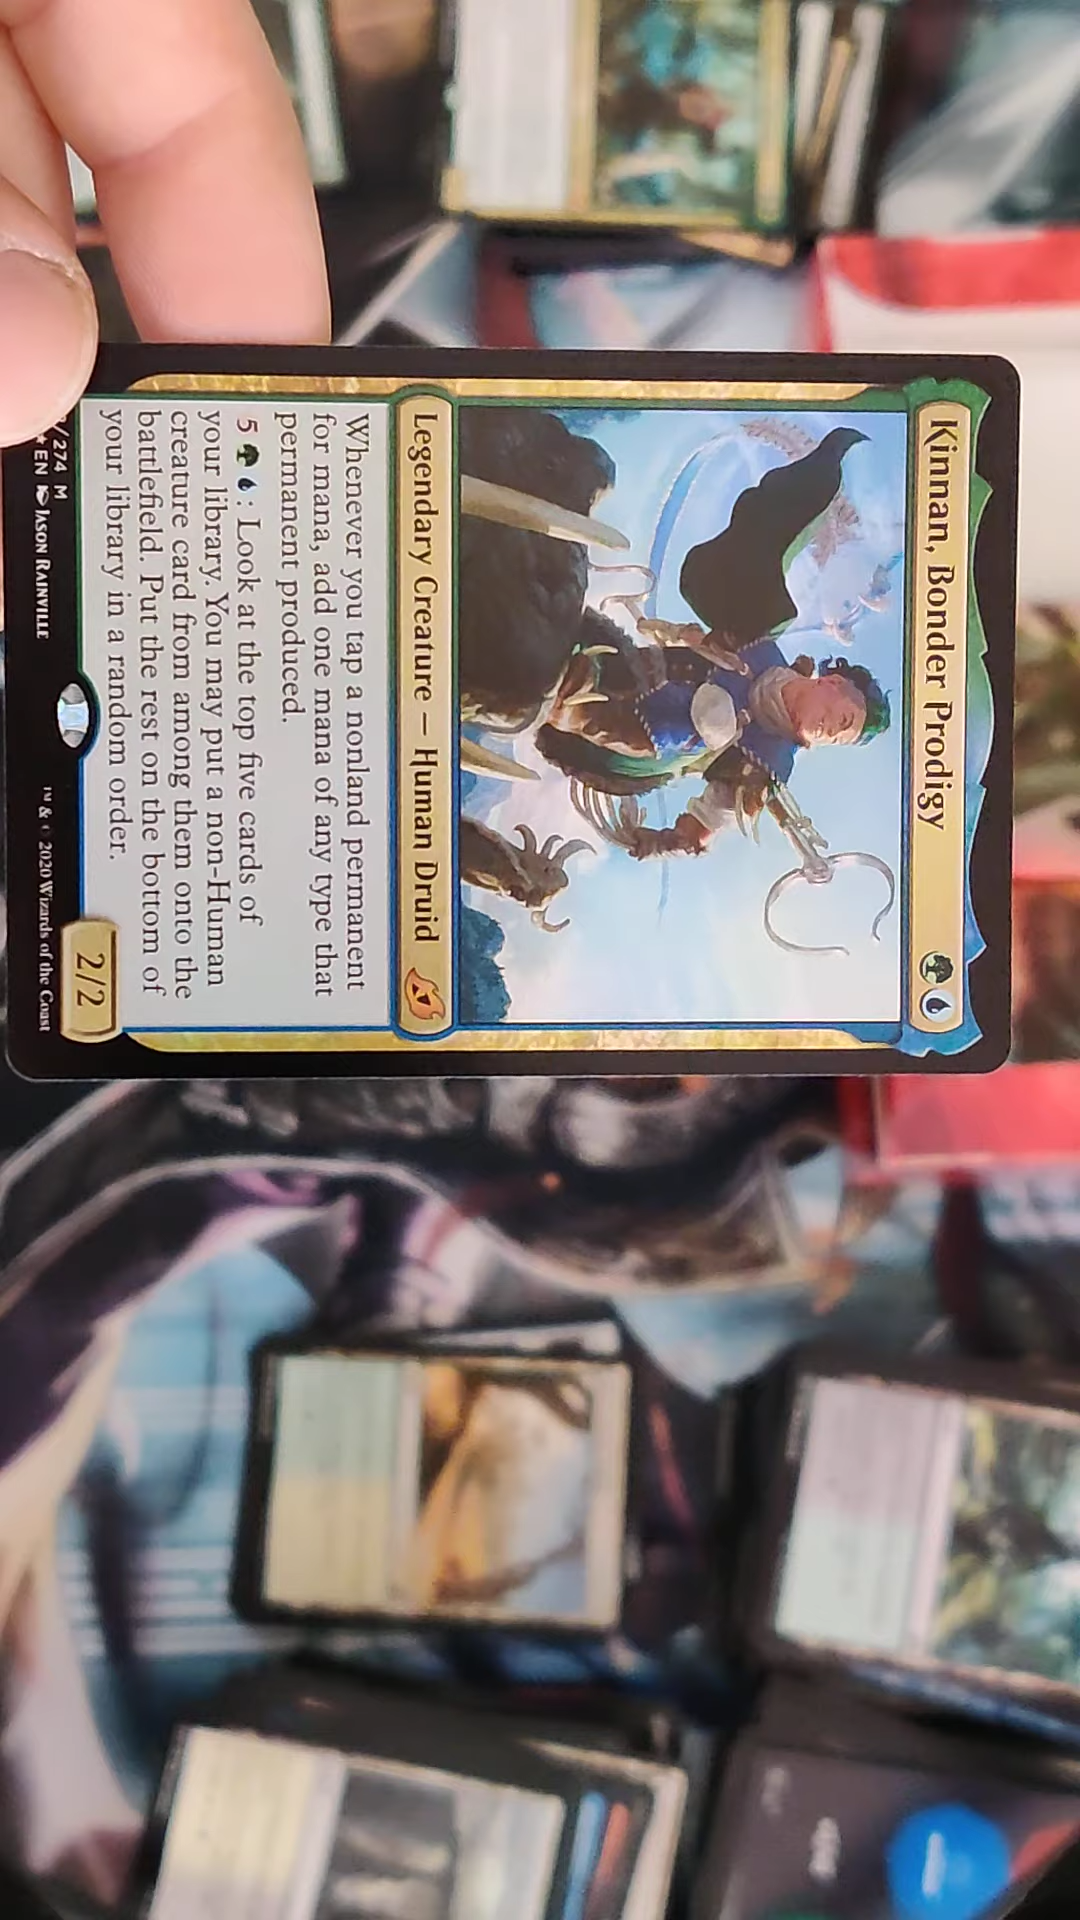 Kinnan, Bonder Prodigy
Legendary Creature — Human Druid
Whenever you tap a nonland permanent
for mana, add one mana of any type that
permanent produced.
5 : Look at the top five cards of
your library. You may put a non-Human
creature card from among them onto the
battlefield. Put the rest on the bottom of
your library in a random order.
2/2
/274 M
EN Jason Rainville
™ & © 2020 Wizards of the Coast